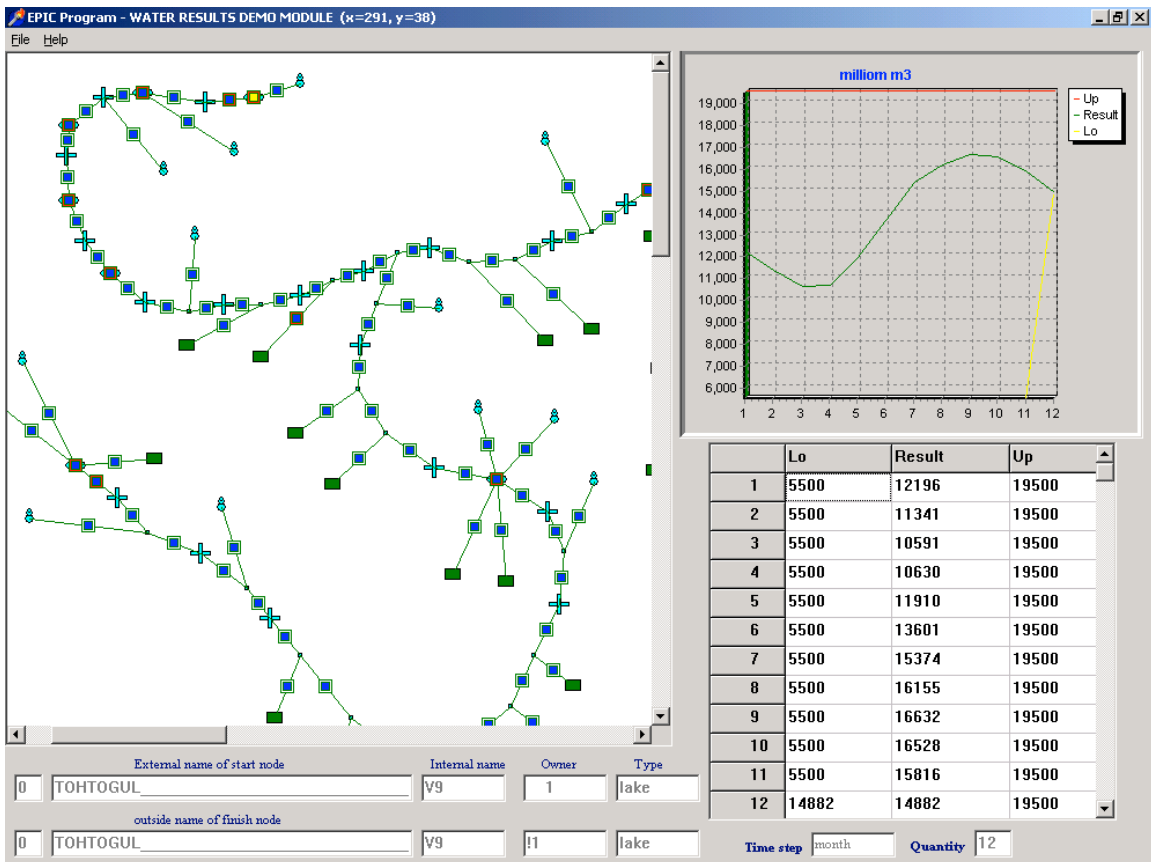 EPIC Program - WATER RESULTS DEMO MODULE (x=291, y=38)
File Help
milliom m3
19,000
18,000
17,000
16,000
15,000
14,000
13,000
12,000
11,000
10,000
9,000
8,000
7,000
6,000
1 2 3 4 5 6 7 8 9 10 11 12
Up
Result
Lo
Lo Result Up
1 5500 12196 19500
2 5500 11341 19500
3 5500 10591 19500
4 5500 10630 19500
5 5500 11910 19500
6 5500 13601 19500
7 5500 15374 19500
8 5500 16155 19500
9 5500 16632 19500
10 5500 16528 19500
11 5500 15816 19500
12 14882 14882 19500
External name of start node Internal name Owner Type
0 TOHTOGUL V9 1 lake
outside name of finish node
0 TOHTOGUL V9 !1 lake
Time step month Quantity 12